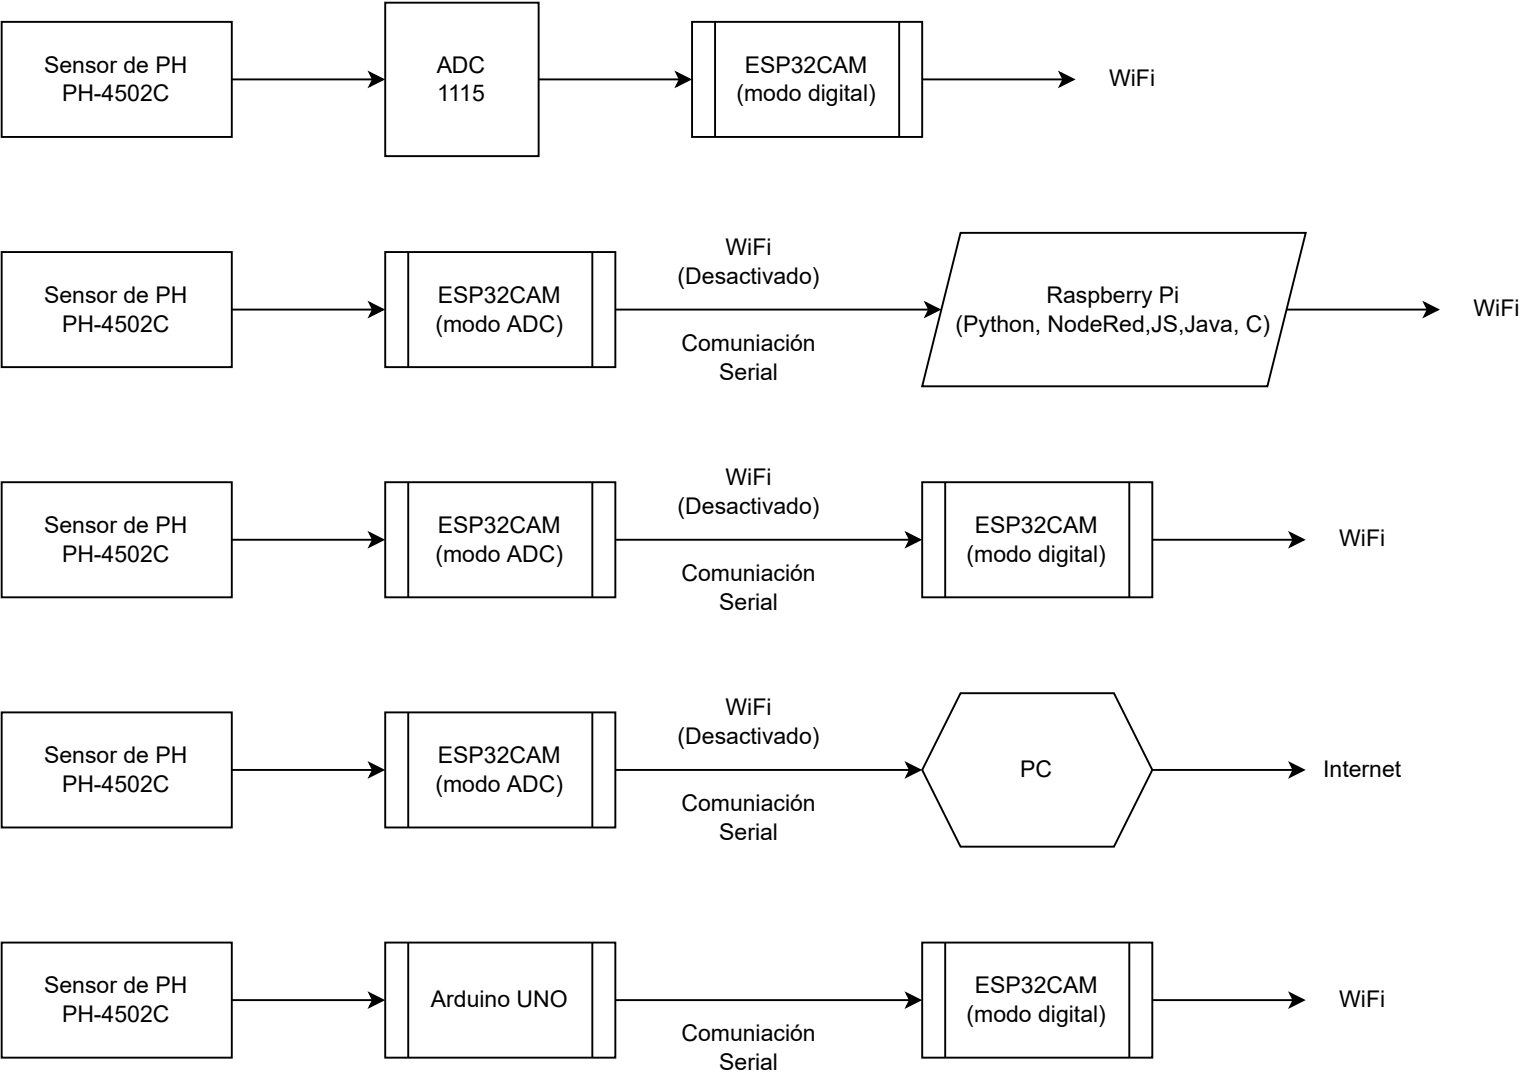 Sensor de PH
PH-4502C
ADC
1115
ESP32CAM
(modo digital)
WiFi
Sensor de PH
PH-4502C
ESP32CAM
(modo ADC)
WiFi
(Desactivado)
Comuniación
Serial
Raspberry Pi
(Python, NodeRed,JS,Java, C)
WiFi
Sensor de PH
PH-4502C
ESP32CAM
(modo ADC)
WiFi
(Desactivado)
Comuniación
Serial
ESP32CAM
(modo digital)
WiFi
Sensor de PH
PH-4502C
ESP32CAM
(modo ADC)
WiFi
(Desactivado)
Comuniación
Serial
PC
Internet
Sensor de PH
PH-4502C
Arduino UNO
Comuniación
Serial
ESP32CAM
(modo digital)
WiFi